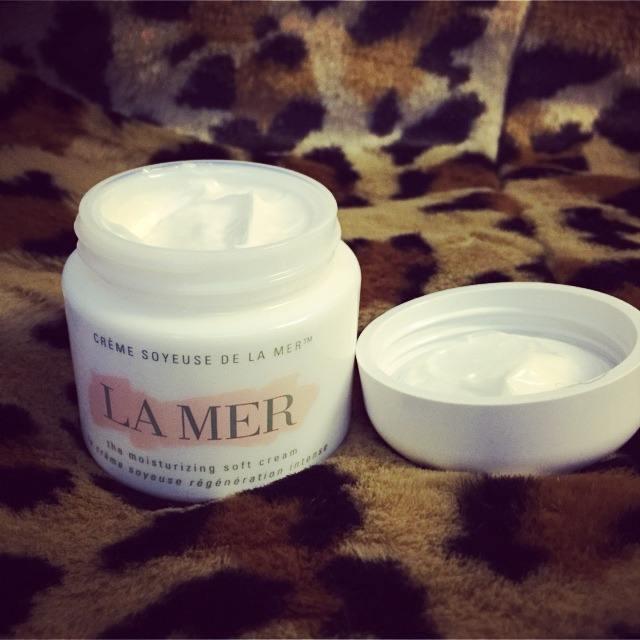 CRÈME SOYEUSE DE LA MER™
LA MER
the moisturizing soft cream
crème soyeuse régénération intense